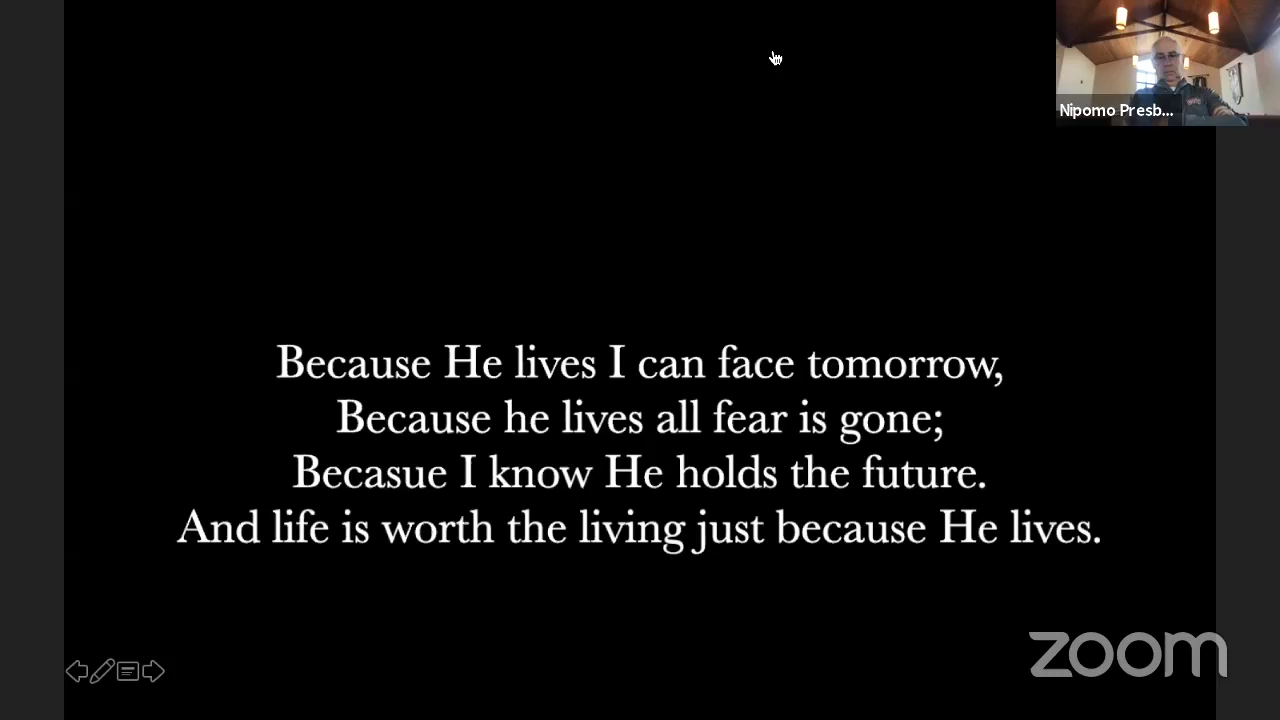 Nipomo Presb...
Because He lives I can face tomorrow,
Because he lives all fear is gone;
Becasue I know He holds the future.
And life is worth the living just because He lives.
zoom